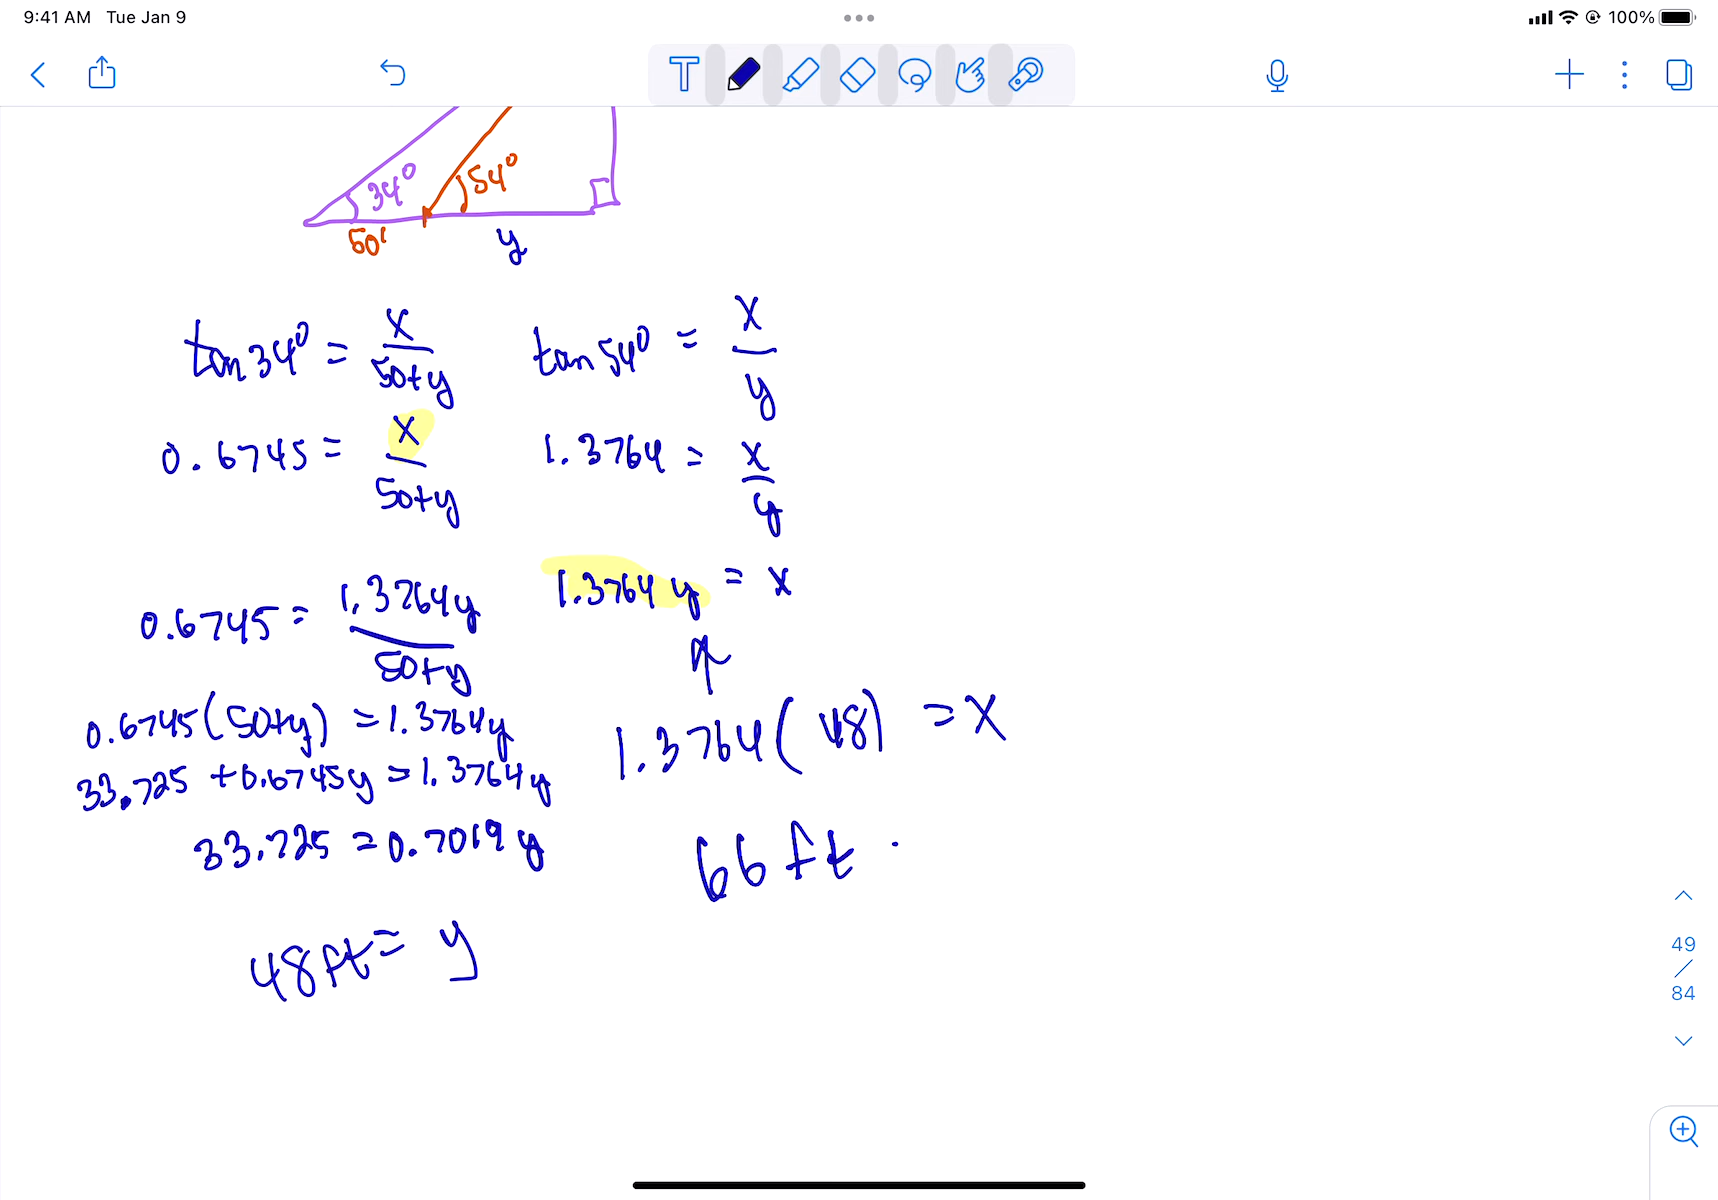 9:41 AM Tue Jan 9
100%
T
34° 54°
50' y
tan 34° = x / 50+y
tan 54° = x / y
0.6745 = x / 50+y
1.3764 = x / y
0.6745 = 1.3764y / 50+y
1.3764 y = x
0.6745(50+y) = 1.3764y
33.725 + 0.6745y = 1.3764y
33.725 = 0.7019 y
48ft = y
1.3764(48) = x
66 ft.
49
/
84